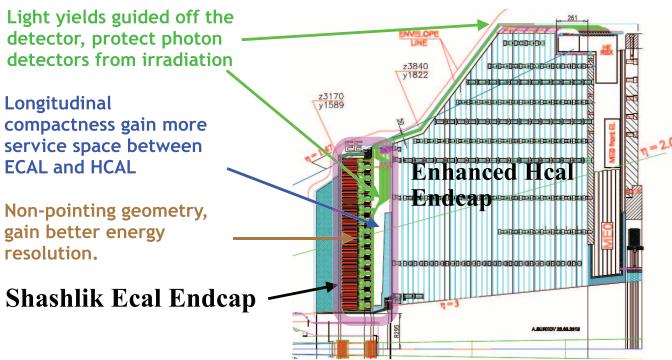 Light yields guided off the
detector, protect photon
detectors from irradiation
Longitudinal
compactness gain more
service space between
ECAL and HCAL
Non-pointing geometry,
gain better energy
resolution.
Shashlik Ecal Endcap
Enhanced Hcal
Endcap
ENVELOPE
LINE
261
z3840
y1822
z3170
y1589
EE
η = 3